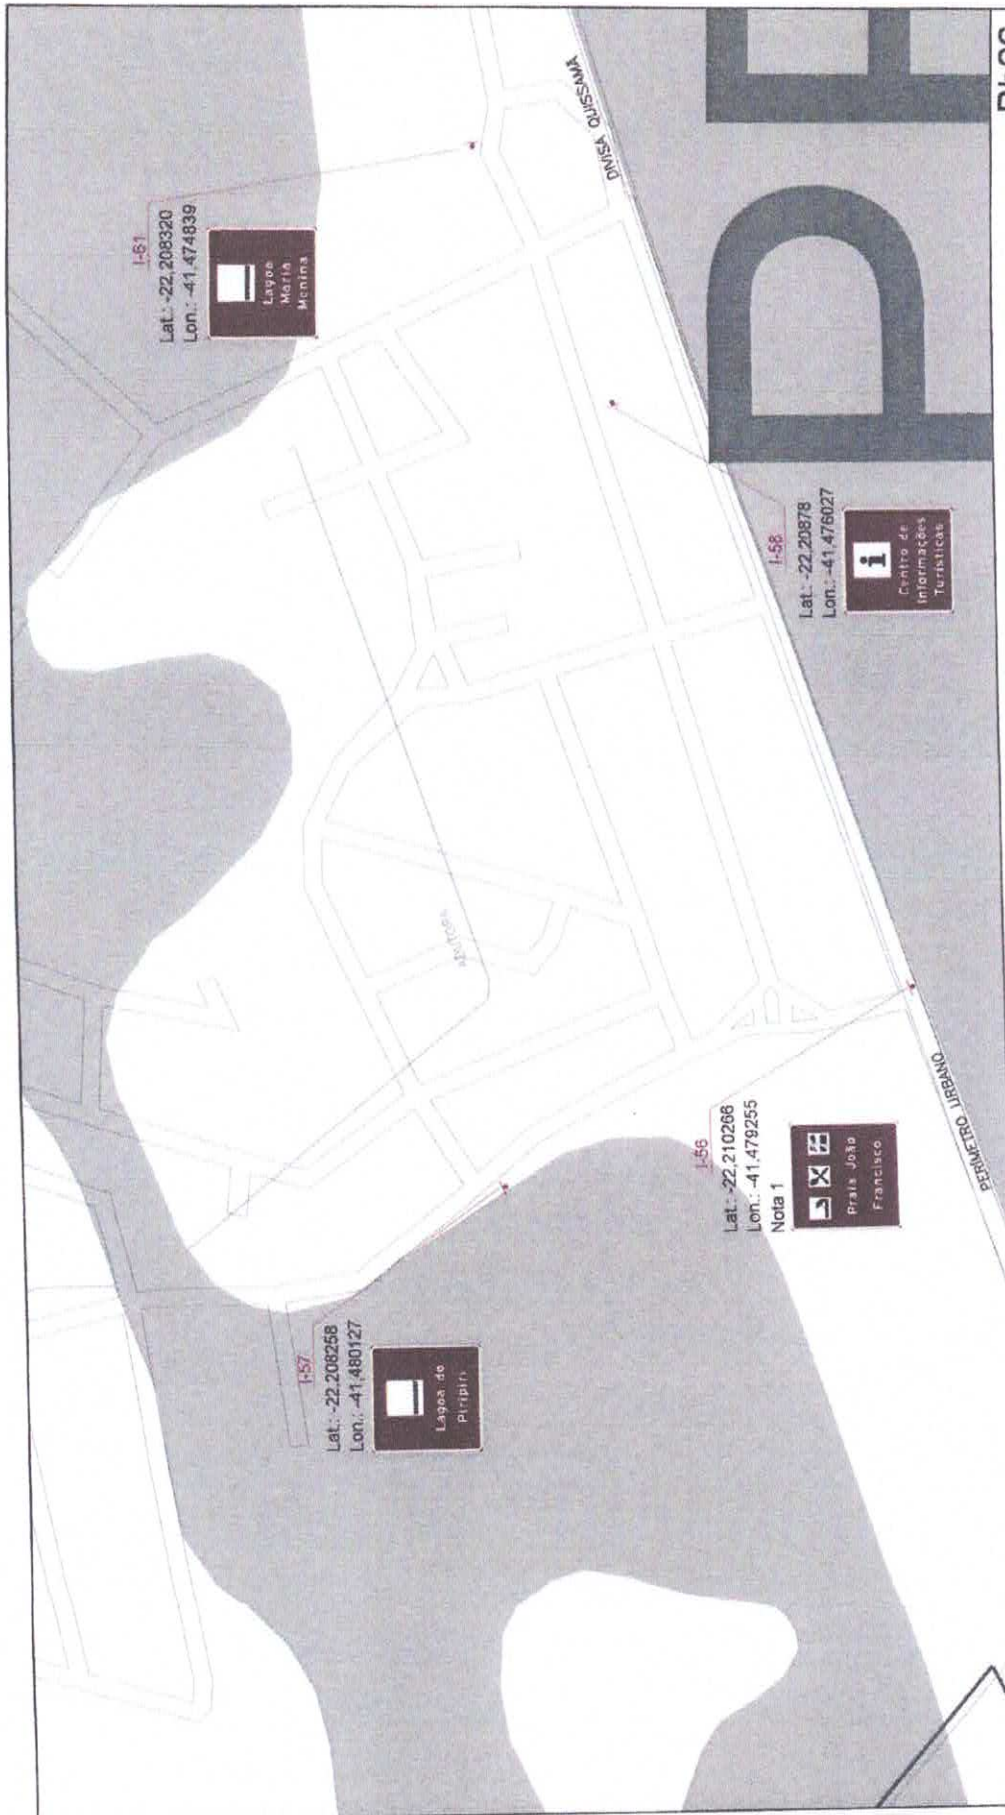 I-61
Lat.: -22,208320
Lon.: -41,474839
Lagoa
Maria
Menina
DIVISA QUISSAMÃ
I-58
Lat.: -22,20878
Lon.: -41,476027
i
Centro de
Informações
Turísticas
I-56
Lat.: -22,210266
Lon.: -41,479255
Nota 1
Praia João
Francisco
PERÍMETRO URBANO
I-57
Lat.: -22,208258
Lon.: -41,480127
Lagoa do
Piripiri